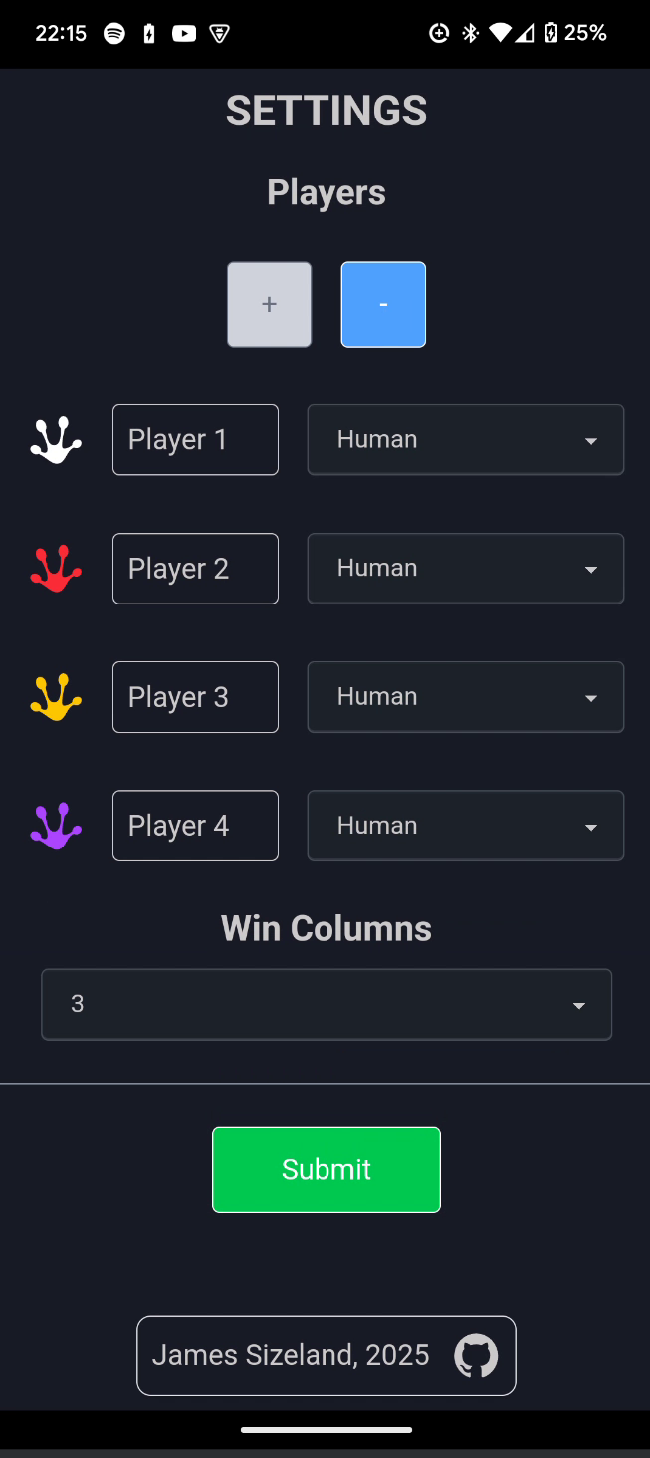 22:15 25%
SETTINGS
Players
+ -
Player 1 Human
Player 2 Human
Player 3 Human
Player 4 Human
Win Columns
3
Submit
James Sizeland, 2025